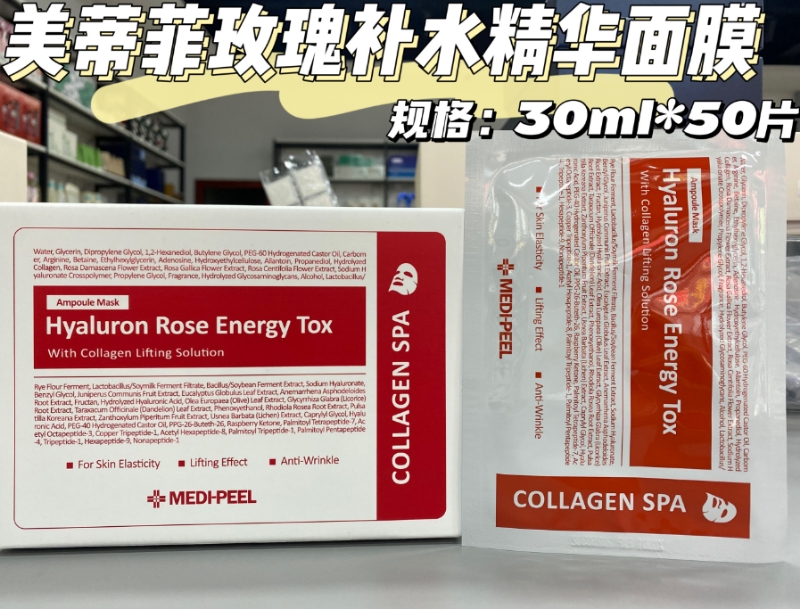 美蒂菲玫瑰补水精华面膜
规格：30ml*50片
Water, Glycerin, Dipropylene Glycol, 1,2-Hexanediol, Butylene Glycol, PEG-60 Hydrogenated Castor Oil, Carbom
er, Arginine, Betaine, Ethylhexylglycerin, Adenosine, Hydroxyethylcellulose, Allantoin, Propanediol, Hydrolyzed
Collagen, Rosa Damascena Flower Extract, Rosa Gallica Flower Extract, Rosa Centifolia Flower Extract, Sodium H
yaluronate Crosspolymer, Propylene Glycol, Fragrance, Hydrolyzed Glycosaminoglycans, Alcohol, Lactobacillus/
Ampoule Mask
Hyaluron Rose Energy Tox
With Collagen Lifting Solution
Rye Flour Ferment, Lactobacillus/Soymilk Ferment Filtrate, Bacillus/Soybean Ferment Extract, Sodium Hyaluronate,
Benzyl Glycol, Juniperus Communis Fruit Extract, Eucalyptus Globulus Leaf Extract, Anemarrhena Asphodeloides
Root Extract, Fructan, Hydrolyzed Hyaluronic Acid, Olea Europaea (Olive) Leaf Extract, Glycyrrhiza Glabra (Licorice)
Root Extract, Taraxacum Officinale (Dandelion) Leaf Extract, Phenoxyethanol, Rhodiola Rosea Root Extract, Pulsa
tilla Koreana Extract, Zanthoxylum Piperitum Fruit Extract, Usnea Barbata (Lichen) Extract, Caprylyl Glycol, Hyalu
ronic Acid, PEG-40 Hydrogenated Castor Oil, PPG-26-Buteth-26, Raspberry Ketone, Palmitoyl Tetrapeptide-7, Ac
etyl Octapeptide-3, Copper Tripeptide-1, Acetyl Hexapeptide-8, Palmitoyl Tripeptide-1, Palmitoyl Pentapeptide
-4, Tripeptide-1, Hexapeptide-9, Nonapeptide-1
For Skin Elasticity
Lifting Effect
Anti-Wrinkle
MEDI-PEEL
COLLAGEN SPA
Ampoule Mask
Hyaluron Rose Energy Tox
With Collagen Lifting Solution
For Skin Elasticity
Lifting Effect
Anti-Wrinkle
MEDI-PEEL
COLLAGEN SPA